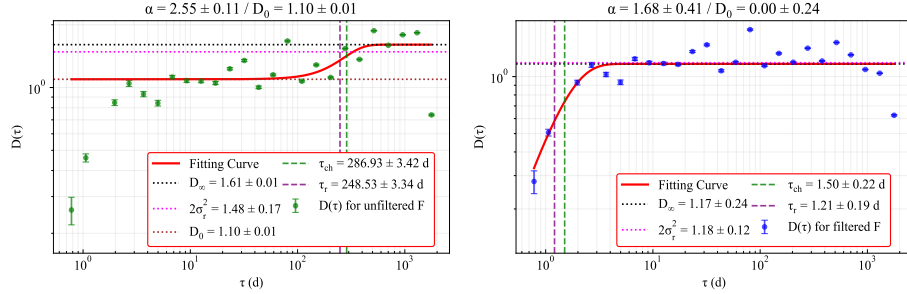 α = 2.55 ± 0.11 / D₀ = 1.10 ± 0.01
D(τ)
10⁰
Fitting Curve
D∞ = 1.61 ± 0.01
2σᵣ² = 1.48 ± 0.17
D₀ = 1.10 ± 0.01
τ_ch = 286.93 ± 3.42 d
τᵣ = 248.53 ± 3.34 d
D(τ) for unfiltered F
10⁰ 10¹ 10² 10³
τ (d)
α = 1.68 ± 0.41 / D₀ = 0.00 ± 0.24
D(τ)
10⁰
Fitting Curve
D∞ = 1.17 ± 0.24
2σᵣ² = 1.18 ± 0.12
τ_ch = 1.50 ± 0.22 d
τᵣ = 1.21 ± 0.19 d
D(τ) for filtered F
10⁰ 10¹ 10² 10³
τ (d)